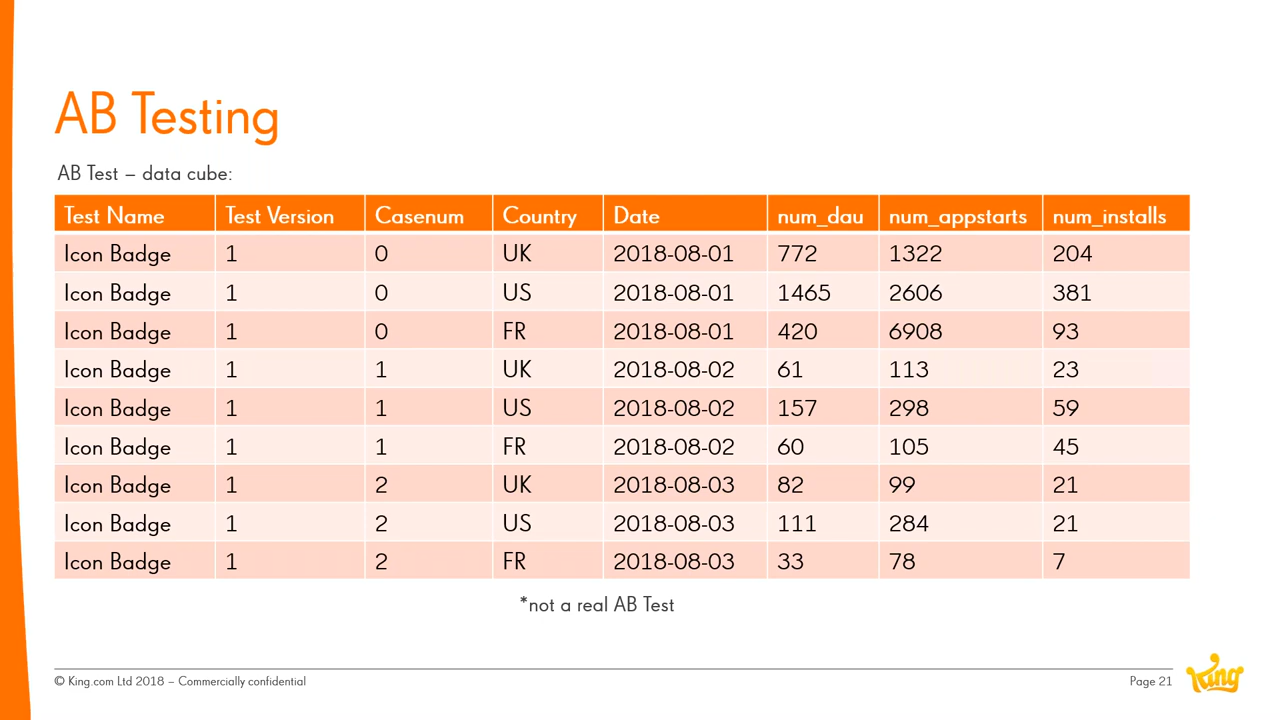 AB Testing
AB Test – data cube:
Test Name Test Version Casenum Country Date num_dau num_appstarts num_installs
Icon Badge 1 0 UK 2018-08-01 772 1322 204
Icon Badge 1 0 US 2018-08-01 1465 2606 381
Icon Badge 1 0 FR 2018-08-01 420 6908 93
Icon Badge 1 1 UK 2018-08-02 61 113 23
Icon Badge 1 1 US 2018-08-02 157 298 59
Icon Badge 1 1 FR 2018-08-02 60 105 45
Icon Badge 1 2 UK 2018-08-03 82 99 21
Icon Badge 1 2 US 2018-08-03 111 284 21
Icon Badge 1 2 FR 2018-08-03 33 78 7
*not a real AB Test
© King.com Ltd 2018 – Commercially confidential
Page 21
King